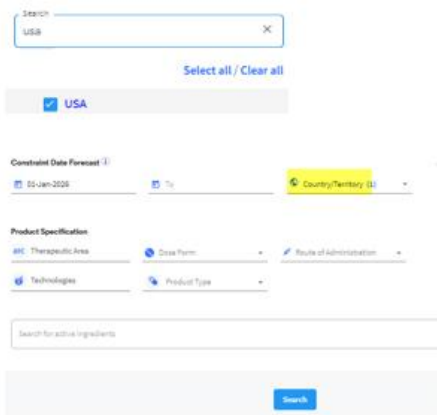 Search
USA
Select all / Clear all
USA
Constraint Date Forecast
01-Jan-2026
To
Country/Territory (1)
Product Specification
Therapeutic Area
Dose Form
Route of Administration
Technologies
Product Type
Search for active ingredients
Search